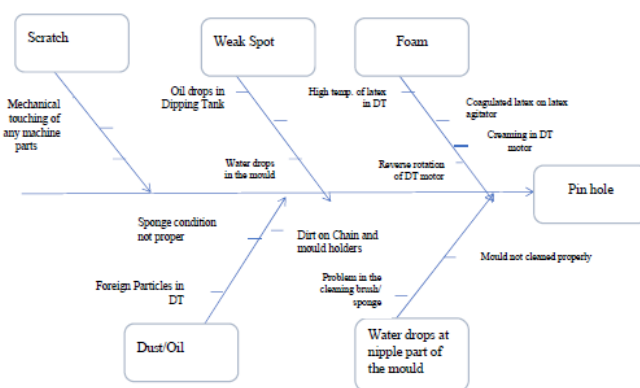 Scratch
Weak Spot
Foam
Mechanical
touching of
any machine
parts
Oil drops in
Dipping Tank
Water drops
in the mould
High temp. of latex
in DT
Coagulated latex on latex
agitator
Creaming in DT
motor
Reverse rotation
of DT motor
Pin hole
Sponge condition
not proper
Dirt on Chain and
mould holders
Foreign Particles in
DT
Mould not cleaned properly
Problem in the
cleaning brush/
sponge
Dust/Oil
Water drops at
nipple part of
the mould